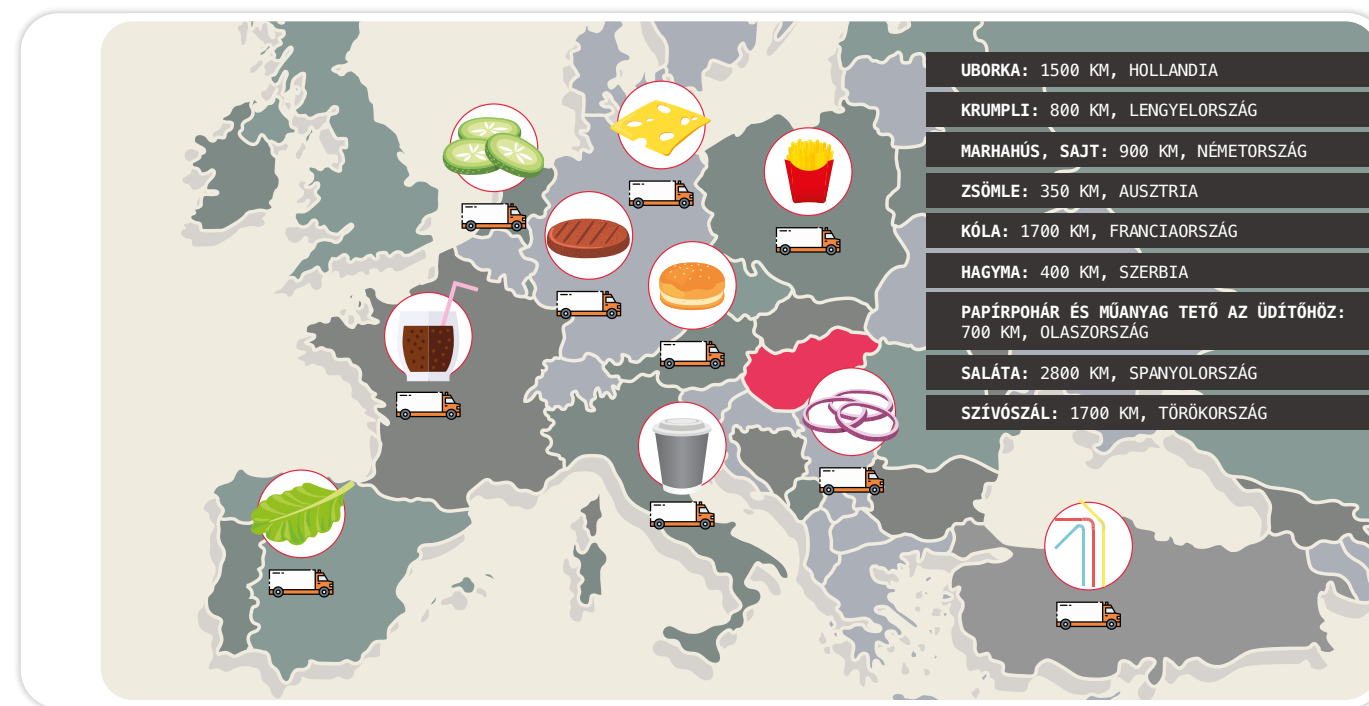 UBORKA: 1500 KM, HOLLANDIA
KRUMPLI: 800 KM, LENGYELORSZÁG
MARHAHÚS, SAJT: 900 KM, NÉMETORSZÁG
ZSÖMLE: 350 KM, AUSZTRIA
KÓLA: 1700 KM, FRANCIAORSZÁG
HAGYMA: 400 KM, SZERBIA
PAPÍRPOHÁR ÉS MŰANYAG TETŐ AZ ÜDÍTŐHÖZ:
700 KM, OLASZORSZÁG
SALÁTA: 2800 KM, SPANYOLORSZÁG
SZÍVÓSZÁL: 1700 KM, TÖRÖKORSZÁG